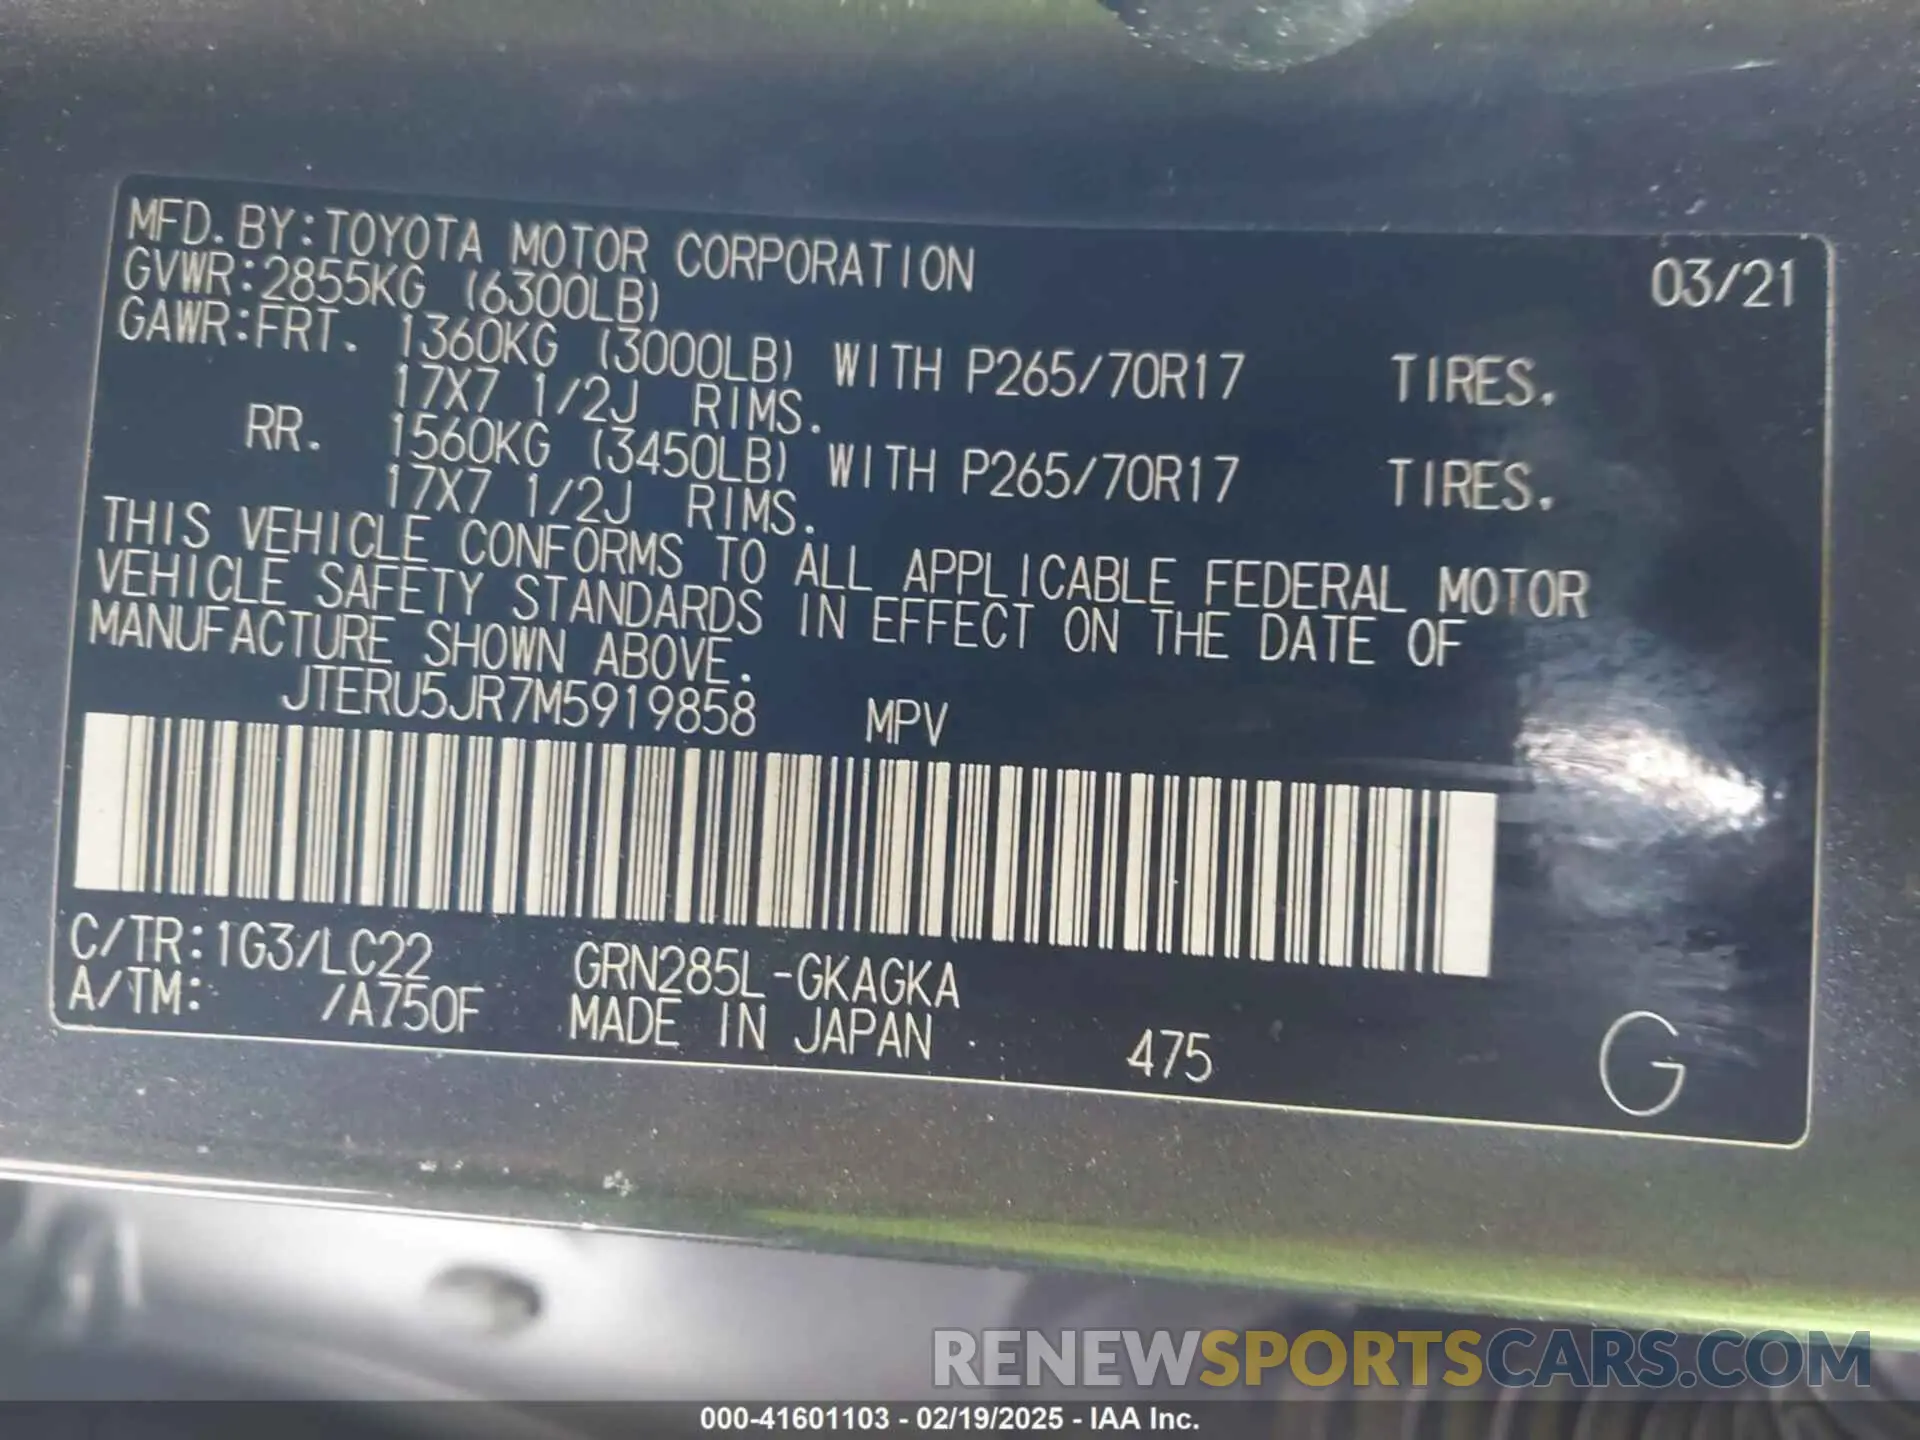 MFD. BY:TOYOTA MOTOR CORPORATION 03/21
GVWR:2855KG (6300LB)
GAWR:FRT. 1360KG (3000LB) WITH P265/70R17 TIRES.
17X7 1/2J RIMS.
RR. 1560KG (3450LB) WITH P265/70R17 TIRES.
17X7 1/2J RIMS.
THIS VEHICLE CONFORMS TO ALL APPLICABLE FEDERAL MOTOR
VEHICLE SAFETY STANDARDS IN EFFECT ON THE DATE OF
MANUFACTURE SHOWN ABOVE.
JTERU5JR7M5919858 MPV
C/TR:1G3/LC22 GRN285L-GKAGKA
A/TM: /A750F MADE IN JAPAN 475 G
RENEWSPORTSCARS.COM
000-41601103 - 02/19/2025 - IAA Inc.